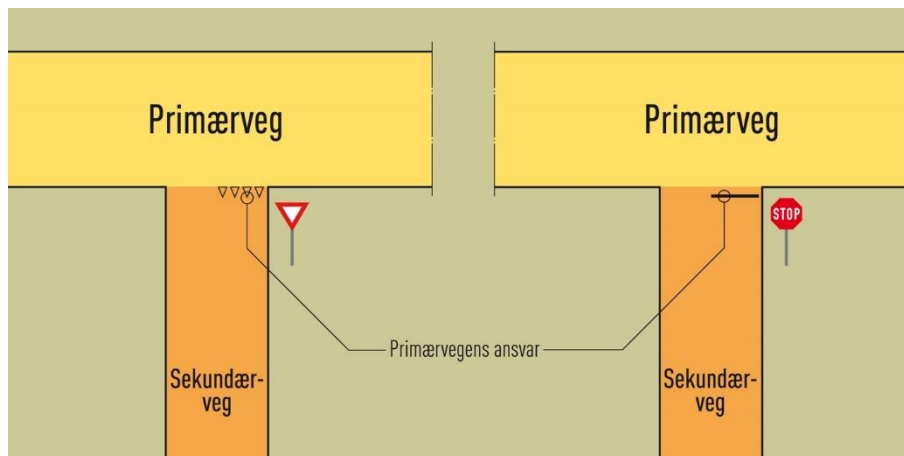 Primærveg
Primærveg
STOP
Primærvegens ansvar
Sekundær-
veg
Sekundær-
veg